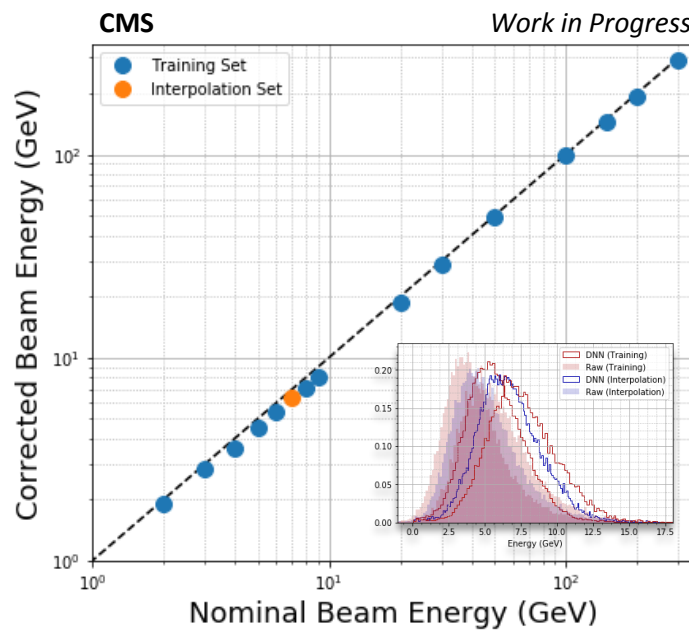 CMS
Work in Progress
Training Set
Interpolation Set
Corrected Beam Energy (GeV)
10²
10¹
10⁰
DNN (Training)
Raw (Training)
DNN (Interpolation)
Raw (Interpolation)
0.20
0.15
0.10
0.05
0.00
0.0 2.5 5.0 7.5 10.0 12.5 15.0 17.5
Energy (GeV)
10⁰ 10¹ 10²
Nominal Beam Energy (GeV)